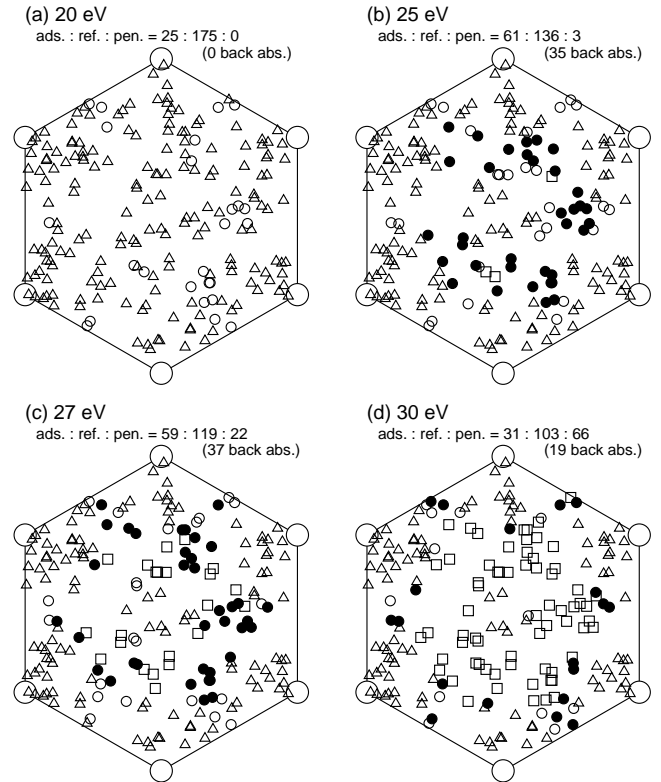 (a) 20 eV
ads. : ref. : pen. = 25 : 175 : 0
(0 back abs.)
(b) 25 eV
ads. : ref. : pen. = 61 : 136 : 3
(35 back abs.)
(c) 27 eV
ads. : ref. : pen. = 59 : 119 : 22
(37 back abs.)
(d) 30 eV
ads. : ref. : pen. = 31 : 103 : 66
(19 back abs.)